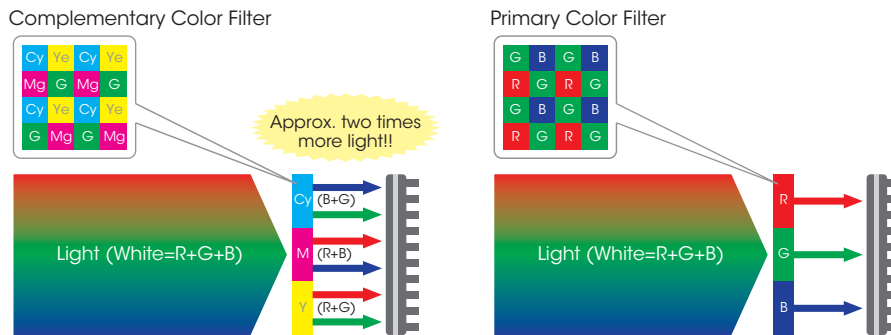 Complementary Color Filter
Cy Ye Cy Ye
Mg G Mg G
Cy Ye Cy Ye
G Mg G Mg
Approx. two times
more light!!
Light (White=R+G+B)
Cy (B+G)
M (R+B)
Y (R+G)
Primary Color Filter
G B G B
R G R G
G B G B
R G R G
Light (White=R+G+B)
R
G
B